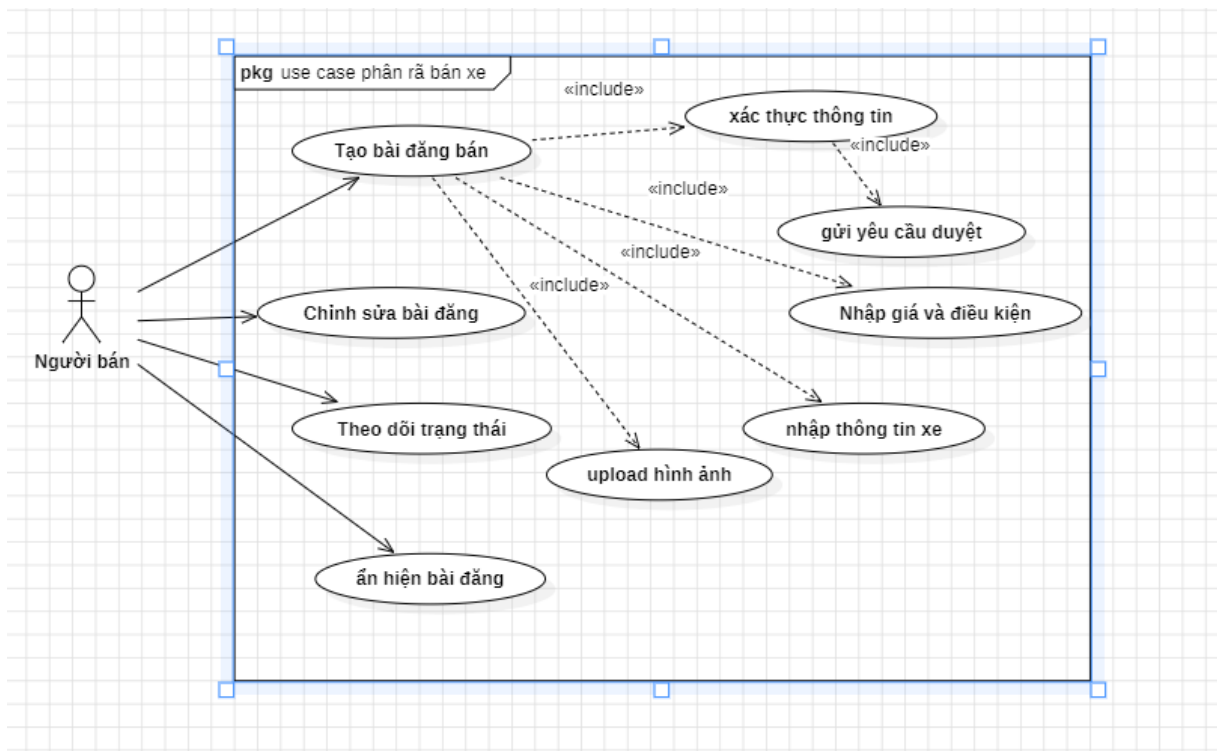 pkg use case phân rã bán xe
«include»
xác thực thông tin
Tạo bài đăng bán
«include»
«include»
gửi yêu cầu duyệt
«include»
«include»
Chỉnh sửa bài đăng
Nhập giá và điều kiện
Người bán
Theo dõi trạng thái
nhập thông tin xe
upload hình ảnh
ẩn hiện bài đăng